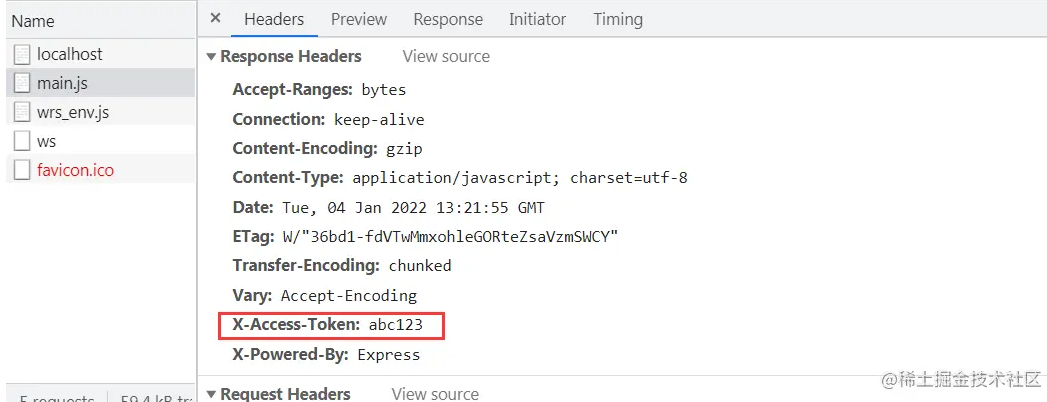 Name
× Headers Preview Response Initiator Timing
localhost
main.js
wrs_env.js
ws
favicon.ico
▼ Response Headers View source
Accept-Ranges: bytes
Connection: keep-alive
Content-Encoding: gzip
Content-Type: application/javascript; charset=utf-8
Date: Tue, 04 Jan 2022 13:21:55 GMT
ETag: W/"36bd1-fdVTwMmxohleGORteZsaVzmSWCY"
Transfer-Encoding: chunked
Vary: Accept-Encoding
X-Access-Token: abc123
X-Powered-By: Express
▼ Request Headers View source
5 requests 59.4 kB
@稀土掘金技术社区